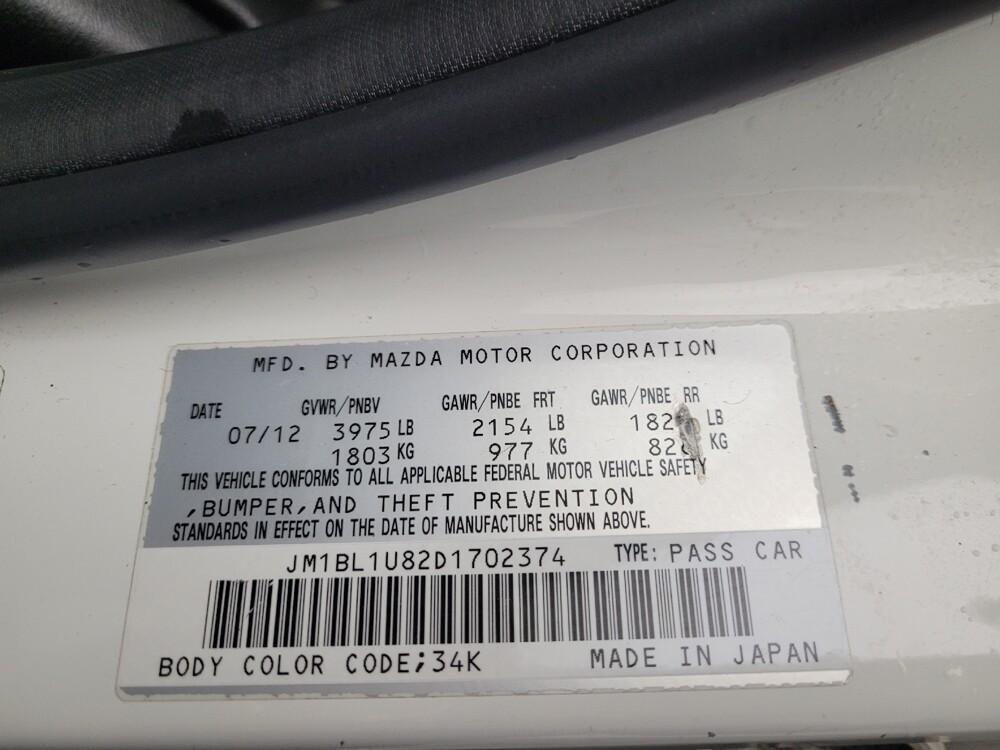 MFD. BY MAZDA MOTOR CORPORATION
DATE GVWR/PNBV GAWR/PNBE FRT GAWR/PNBE RR
07/12 3975 LB 2154 LB LB
1803 KG 977 KG KG
THIS VEHICLE CONFORMS TO ALL APPLICABLE FEDERAL MOTOR VEHICLE SAFETY
,BUMPER,AND THEFT PREVENTION
STANDARDS IN EFFECT ON THE DATE OF MANUFACTURE SHOWN ABOVE.
JM1BL1U82D1702374 TYPE: PASS CAR
BODY COLOR CODE;34K MADE IN JAPAN